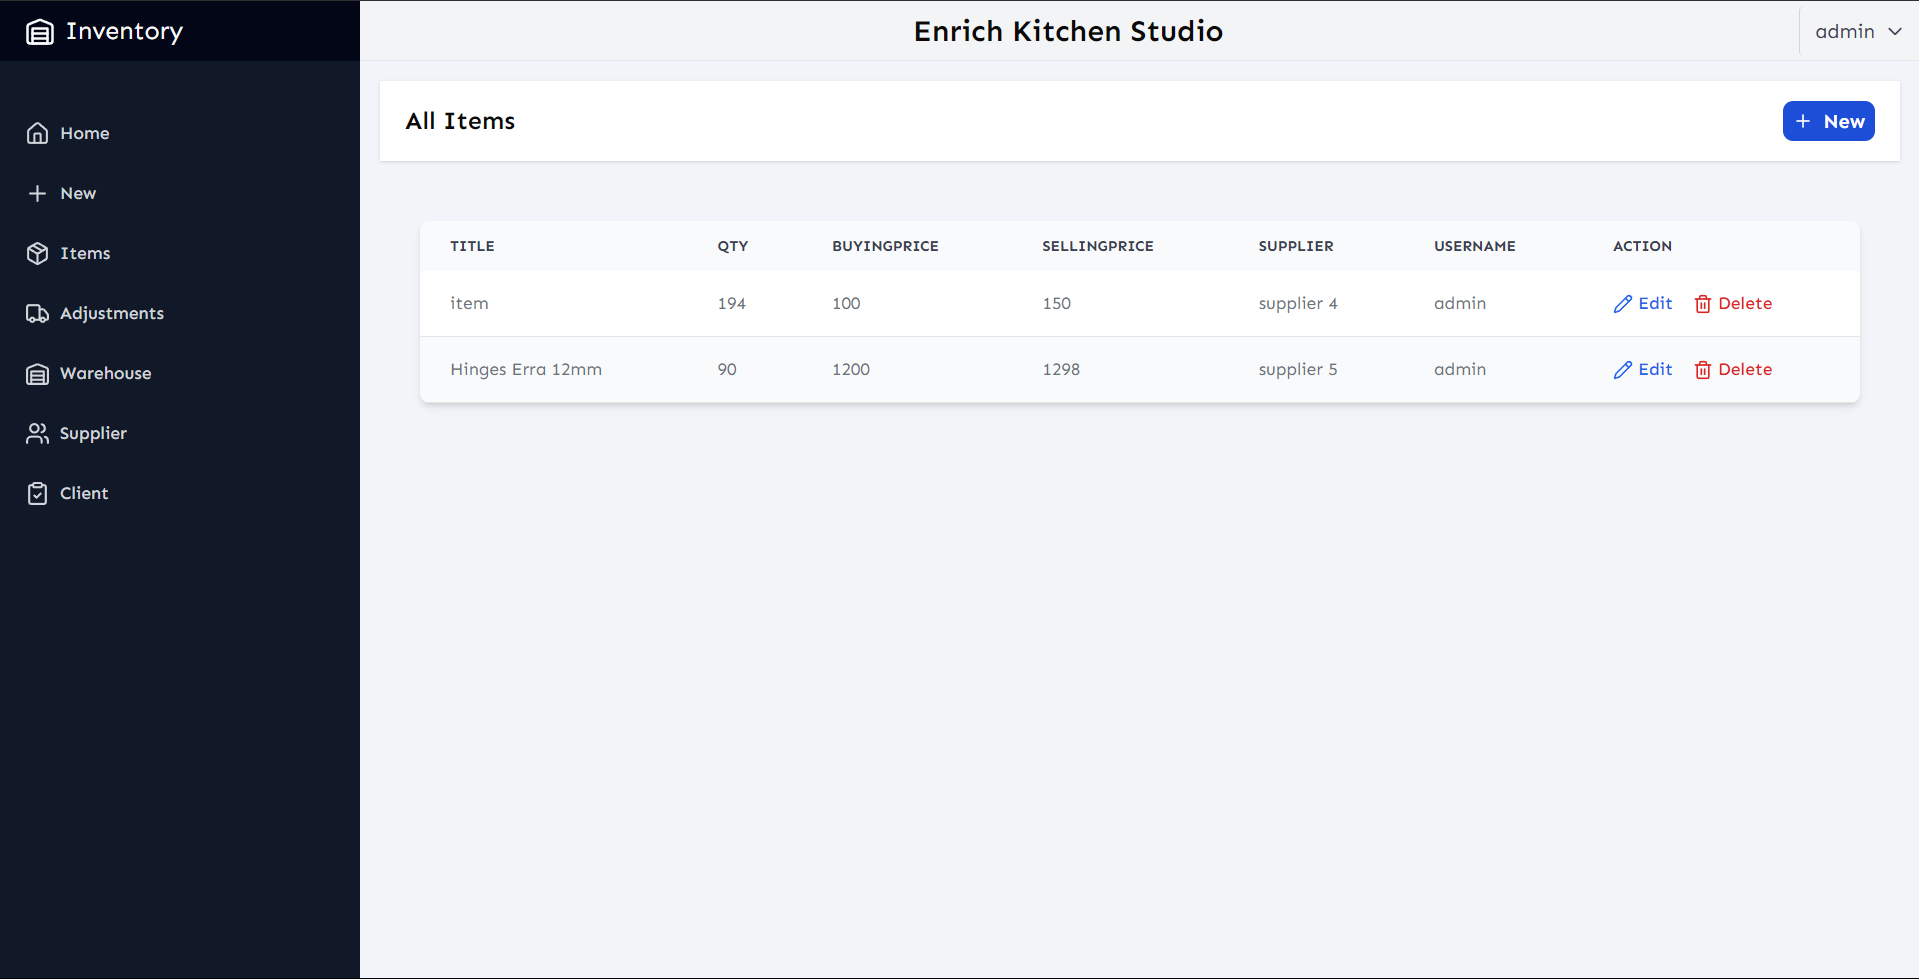 Inventory
Enrich Kitchen Studio
admin
Home
New
Items
Adjustments
Warehouse
Supplier
Client
All Items
New
TITLE QTY BUYINGPRICE SELLINGPRICE SUPPLIER USERNAME ACTION
item 194 100 150 supplier 4 admin Edit Delete
Hinges Erra 12mm 90 1200 1298 supplier 5 admin Edit Delete